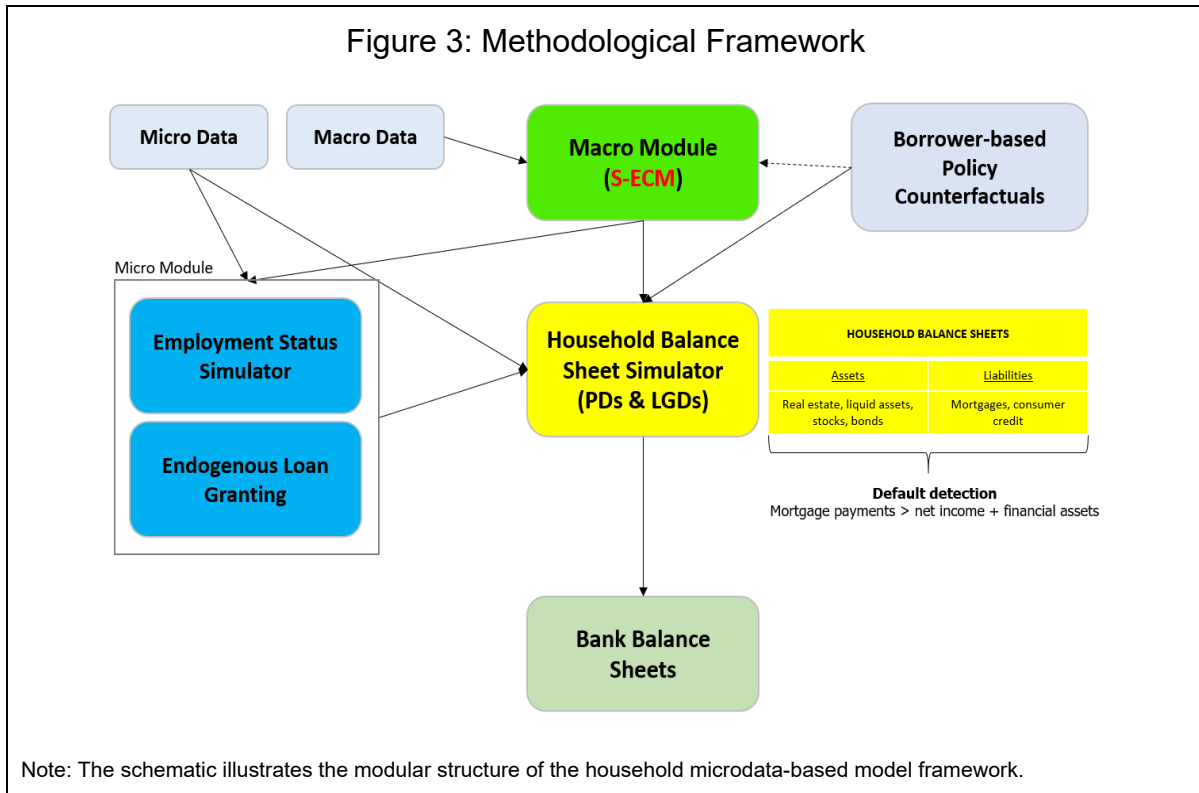 Figure 3: Methodological Framework
Micro Data
Macro Data
Macro Module
(S-ECM)
Borrower-based
Policy
Counterfactuals
Micro Module
Employment Status
Simulator
Endogenous Loan
Granting
Household Balance
Sheet Simulator
(PDs & LGDs)
HOUSEHOLD BALANCE SHEETS
Assets
Liabilities
Real estate, liquid assets,
stocks, bonds
Mortgages, consumer
credit
Default detection
Mortgage payments > net income + financial assets
Bank Balance
Sheets
Note: The schematic illustrates the modular structure of the household microdata-based model framework.